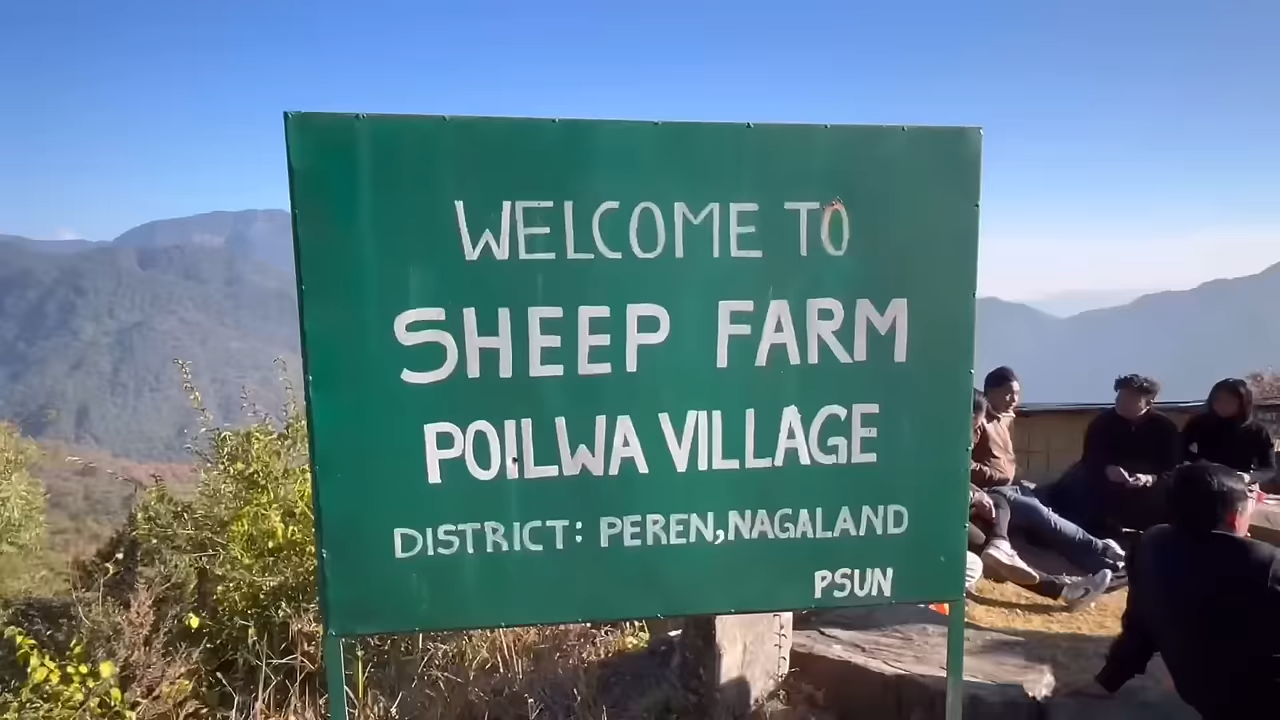 WELCOME TO
SHEEP FARM
POILWA VILLAGE
DISTRICT: PEREN, NAGALAND
PSUN